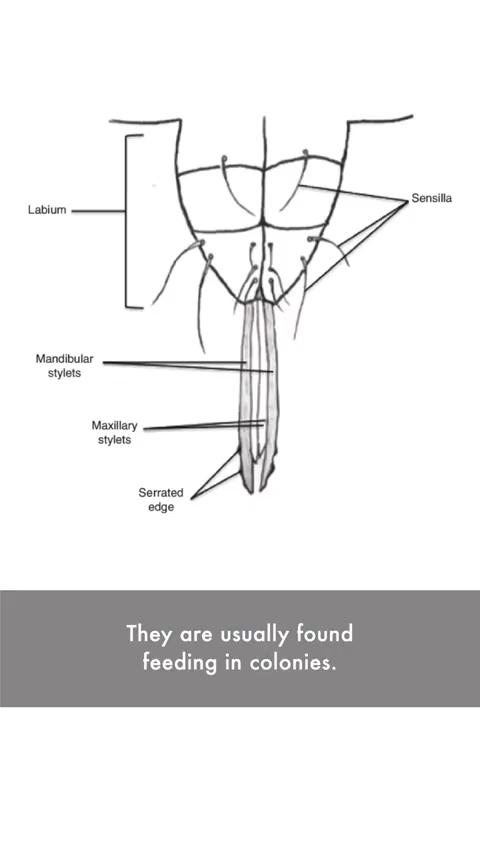 Labium
Sensilla
Mandibular
stylets
Maxillary
stylets
Serrated
edge
They are usually found
feeding in colonies.